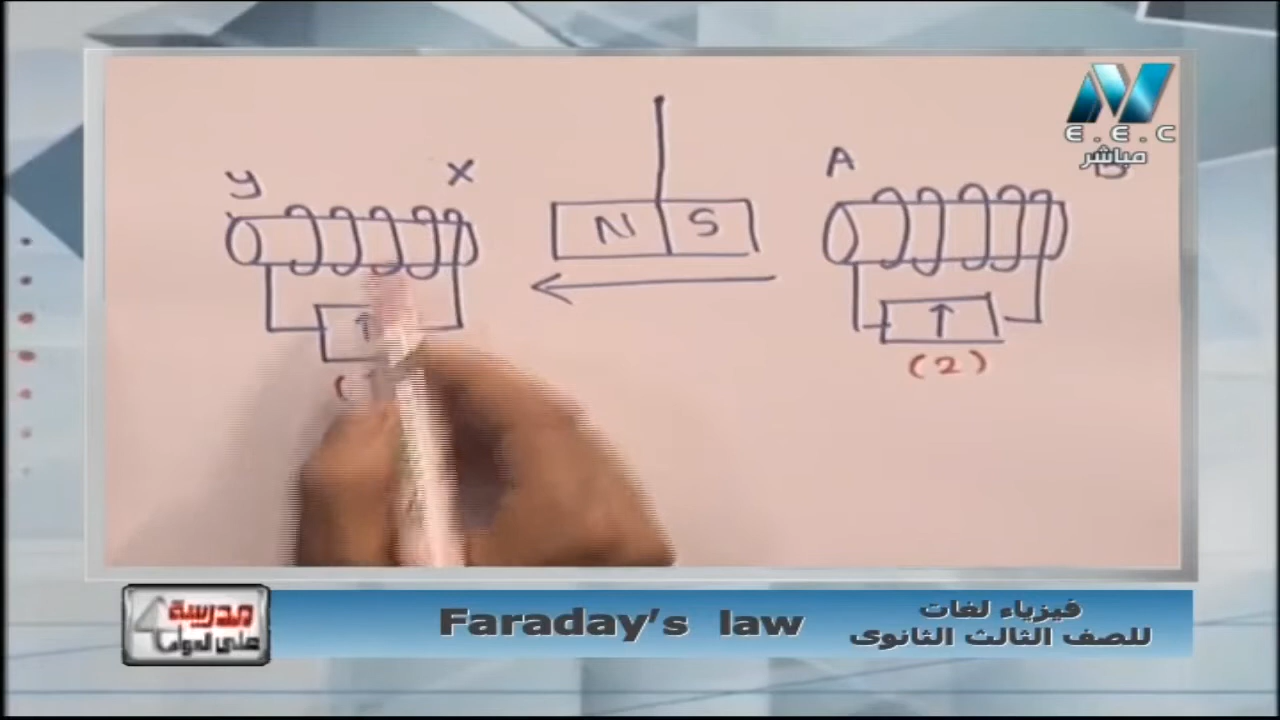 E.E.C
مباشر
y
X
A
N
S
(2)
مدرسة
على الهواء
Faraday's law
فيزياء لغات
للصف الثالث الثانوى